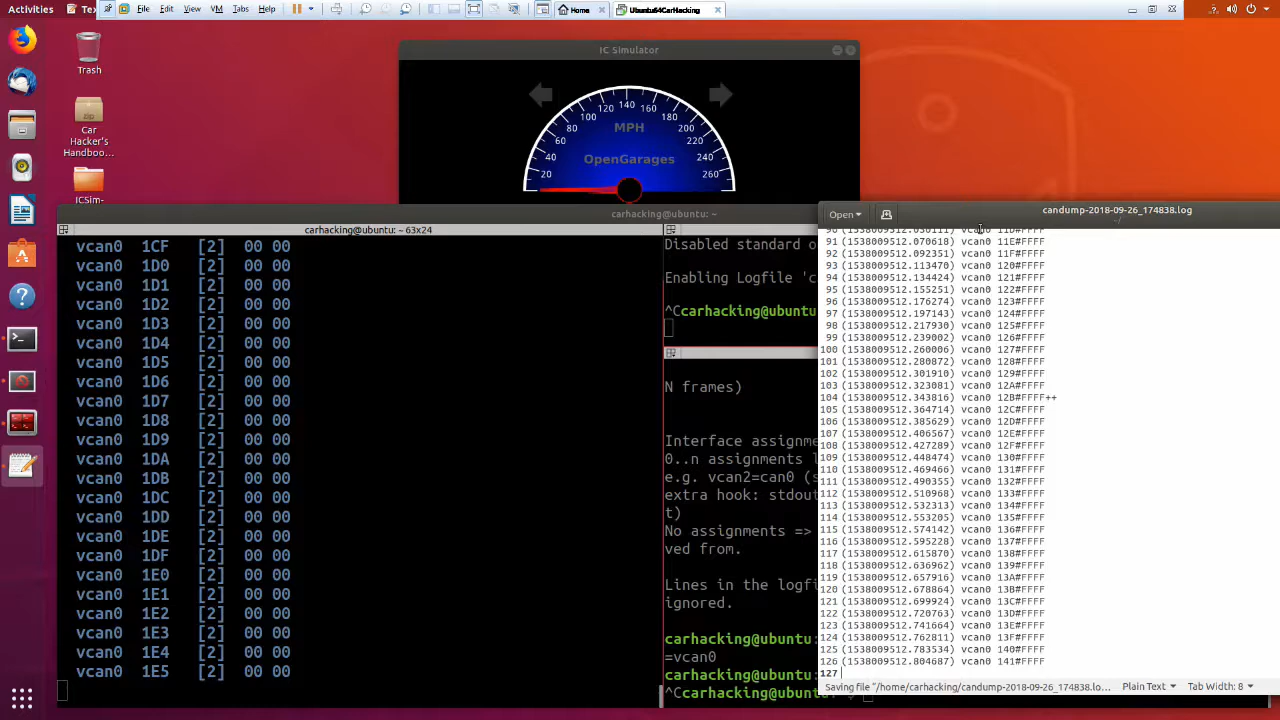 Activities
Tex
File
Edit
View
VM
Tabs
Help
Home
Ubuntu64CarHacking
Trash
Car
Hacker's
Handboo...
ICSim-
IC Simulator
20 40 60 80 100 120 140 160 180 200 220 240 260
MPH
OpenGarages
carhacking@ubuntu: ~
carhacking@ubuntu: ~ 63x24
vcan0 1CF [2] 00 00
vcan0 1D0 [2] 00 00
vcan0 1D1 [2] 00 00
vcan0 1D2 [2] 00 00
vcan0 1D3 [2] 00 00
vcan0 1D4 [2] 00 00
vcan0 1D5 [2] 00 00
vcan0 1D6 [2] 00 00
vcan0 1D7 [2] 00 00
vcan0 1D8 [2] 00 00
vcan0 1D9 [2] 00 00
vcan0 1DA [2] 00 00
vcan0 1DB [2] 00 00
vcan0 1DC [2] 00 00
vcan0 1DD [2] 00 00
vcan0 1DE [2] 00 00
vcan0 1DF [2] 00 00
vcan0 1E0 [2] 00 00
vcan0 1E1 [2] 00 00
vcan0 1E2 [2] 00 00
vcan0 1E3 [2] 00 00
vcan0 1E4 [2] 00 00
vcan0 1E5 [2] 00 00
Disabled standard o
Enabling Logfile 'c
^Ccarhacking@ubuntu
N frames)
Interface assignme
0..n assignments l
e.g. vcan2=can0 (s
extra hook: stdout
t)
No assignments =>
ved from.
Lines in the logfi
ignored.
carhacking@ubuntu:
=vcan0
carhacking@ubuntu:
^Ccarhacking@ubuntu:~$
Open
candump-2018-09-26_174838.log
~/
90 (1538009512.050111) vcan0 11D#FFFF
91 (1538009512.070618) vcan0 11E#FFFF
92 (1538009512.092351) vcan0 11F#FFFF
93 (1538009512.113470) vcan0 120#FFFF
94 (1538009512.134424) vcan0 121#FFFF
95 (1538009512.155251) vcan0 122#FFFF
96 (1538009512.176274) vcan0 123#FFFF
97 (1538009512.197143) vcan0 124#FFFF
98 (1538009512.217930) vcan0 125#FFFF
99 (1538009512.239002) vcan0 126#FFFF
100 (1538009512.260006) vcan0 127#FFFF
101 (1538009512.280872) vcan0 128#FFFF
102 (1538009512.301910) vcan0 129#FFFF
103 (1538009512.323081) vcan0 12A#FFFF
104 (1538009512.343816) vcan0 12B#FFFF++
105 (1538009512.364714) vcan0 12C#FFFF
106 (1538009512.385629) vcan0 12D#FFFF
107 (1538009512.406567) vcan0 12E#FFFF
108 (1538009512.427289) vcan0 12F#FFFF
109 (1538009512.448474) vcan0 130#FFFF
110 (1538009512.469466) vcan0 131#FFFF
111 (1538009512.490355) vcan0 132#FFFF
112 (1538009512.510968) vcan0 133#FFFF
113 (1538009512.532313) vcan0 134#FFFF
114 (1538009512.553205) vcan0 135#FFFF
115 (1538009512.574142) vcan0 136#FFFF
116 (1538009512.595228) vcan0 137#FFFF
117 (1538009512.615870) vcan0 138#FFFF
118 (1538009512.636962) vcan0 139#FFFF
119 (1538009512.657916) vcan0 13A#FFFF
120 (1538009512.678864) vcan0 13B#FFFF
121 (1538009512.699924) vcan0 13C#FFFF
122 (1538009512.720763) vcan0 13D#FFFF
123 (1538009512.741664) vcan0 13E#FFFF
124 (1538009512.762811) vcan0 13F#FFFF
125 (1538009512.783534) vcan0 140#FFFF
126 (1538009512.804687) vcan0 141#FFFF
127
Saving file "/home/carhacking/candump-2018-09-26_174838.lo...
Plain Text
Tab Width: 8